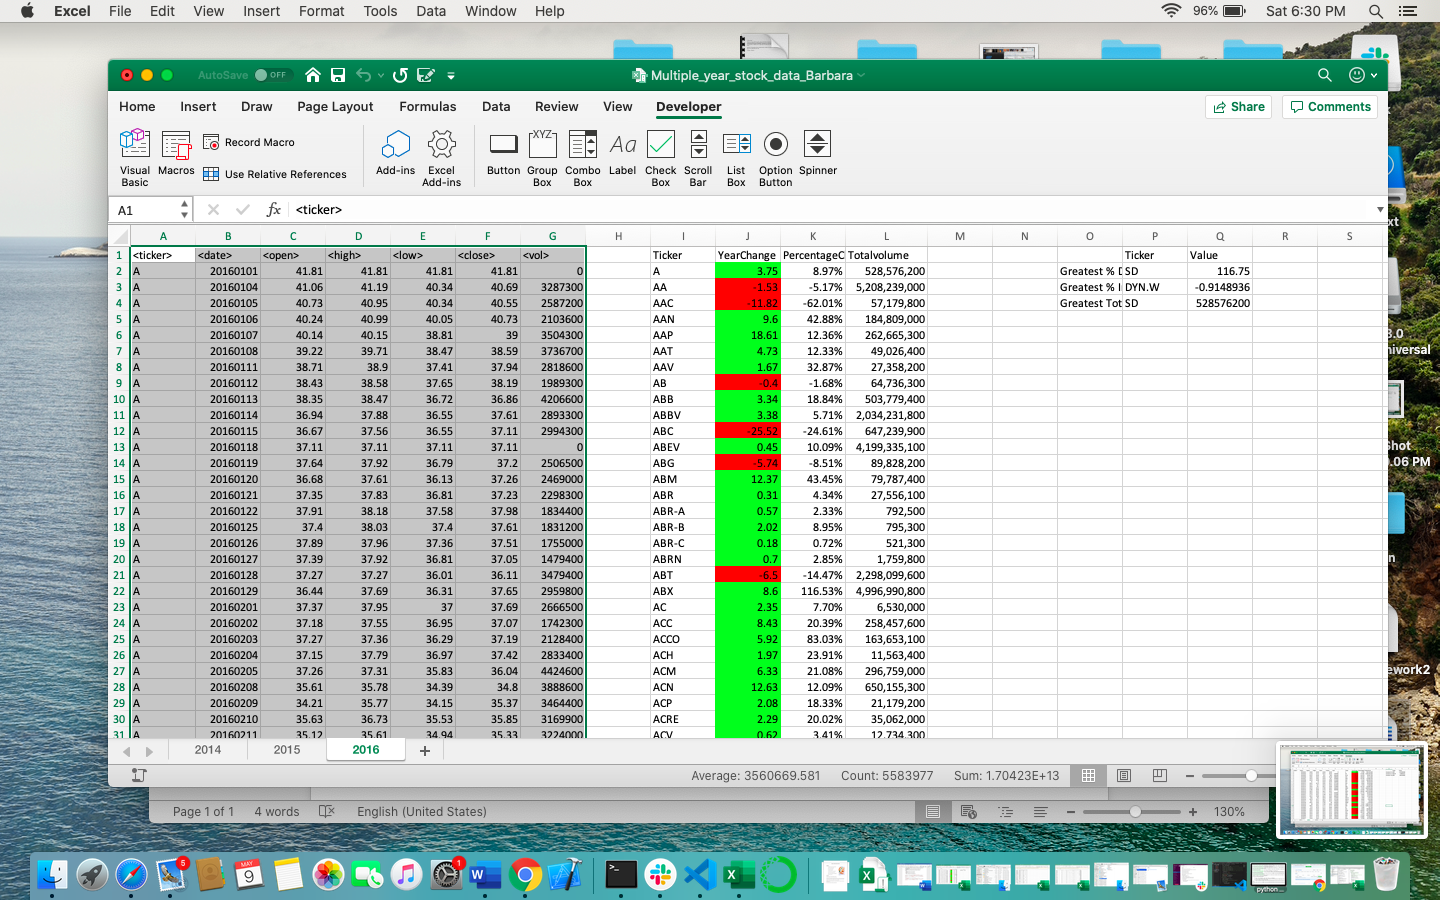 Excel File Edit View Insert Format Tools Data Window Help 96% Sat 6:30 PM
AutoSave OFF Multiple_year_stock_data_Barbara
Home Insert Draw Page Layout Formulas Data Review View Developer Share Comments
Visual Basic Macros Record Macro Use Relative References Add-ins Excel Add-ins Button Group Box Combo Box Label Check Box Scroll Bar List Box Option Button Spinner
XYZ Aa
A1 fx <ticker>
A B C D E F G H I J K L M N O P Q R S
1 <ticker> <date> <open> <high> <low> <close> <vol> Ticker YearChange PercentageC Totalvolume Ticker Value
2 A 20160101 41.81 41.81 41.81 41.81 0 A 3.75 8.97% 528,576,200 Greatest % SD 116.75
3 A 20160104 41.06 41.19 40.34 40.69 3287300 AA -1.53 -5.17% 5,208,239,000 Greatest % DYN.W -0.9148936
4 A 20160105 40.73 40.95 40.34 40.55 2587200 AAC -11.82 -62.01% 57,179,800 Greatest Tot SD 528576200
5 A 20160106 40.24 40.99 40.05 40.73 2103600 AAN 9.6 42.88% 184,809,000
6 A 20160107 40.14 40.15 38.81 39 3504300 AAP 18.61 12.36% 262,665,300
7 A 20160108 39.22 39.71 38.47 38.59 3736700 AAT 4.73 12.33% 49,026,400
8 A 20160111 38.71 38.9 37.41 37.94 2818600 AAV 1.67 32.87% 27,358,200
9 A 20160112 38.43 38.58 37.65 38.19 1989300 AB -0.4 -1.68% 64,736,300
10 A 20160113 38.35 38.47 36.72 36.86 4206600 ABB 3.34 18.84% 503,779,400
11 A 20160114 36.94 37.88 36.55 37.61 2893300 ABBV 3.38 5.71% 2,034,231,800
12 A 20160115 36.67 37.56 36.55 37.11 2994300 ABC -25.52 -24.61% 647,239,900
13 A 20160118 37.11 37.11 37.11 37.11 0 ABEV 0.45 10.09% 4,199,335,100
14 A 20160119 37.64 37.92 36.79 37.2 2506500 ABG -5.74 -8.51% 89,828,200
15 A 20160120 36.68 37.61 36.13 37.26 2469000 ABM 12.37 43.45% 79,787,400
16 A 20160121 37.35 37.83 36.81 37.23 2298300 ABR 0.31 4.34% 27,556,100
17 A 20160122 37.91 38.18 37.58 37.98 1834400 ABR-A 0.57 2.33% 792,500
18 A 20160125 37.4 38.03 37.4 37.61 1831200 ABR-B 2.02 8.95% 795,300
19 A 20160126 37.89 37.96 37.36 37.51 1755000 ABR-C 0.18 0.72% 521,300
20 A 20160127 37.39 37.92 36.81 37.05 1479400 ABRN 0.7 2.85% 1,759,800
21 A 20160128 37.27 37.27 36.01 36.11 3479400 ABT -6.5 -14.47% 2,298,099,600
22 A 20160129 36.44 37.69 36.31 37.65 2959800 ABX 8.6 116.53% 4,996,990,800
23 A 20160201 37.37 37.95 37 37.69 2666500 AC 2.35 7.70% 6,530,000
24 A 20160202 37.18 37.55 36.95 37.07 1742300 ACC 8.43 20.39% 258,457,600
25 A 20160203 37.27 37.36 36.29 37.19 2128400 ACCO 5.92 83.03% 163,653,100
26 A 20160204 37.15 37.79 36.97 37.42 2833400 ACH 1.97 23.91% 11,563,400
27 A 20160205 37.26 37.31 35.83 36.04 4424600 ACM 6.33 21.08% 296,759,000
28 A 20160208 35.61 35.78 34.39 34.8 3888600 ACN 12.63 12.09% 650,155,300
29 A 20160209 34.21 35.77 34.15 35.37 3464400 ACP 2.08 18.33% 21,179,200
30 A 20160210 35.63 36.73 35.53 35.85 3169900 ACRE 2.29 20.02% 35,062,000
31 A 20160211 35.12 35.61 34.94 35.33 3224000 ACV 0.62 3.41% 12,734,300
2014 2015 2016 +
Average: 3560669.581 Count: 5583977 Sum: 1.70423E+13
Page 1 of 1 4 words English (United States) 130%
xt
3.0
niversal
Shot
.06 PM
n
ework2
5
MAY
9
1
W
X
python